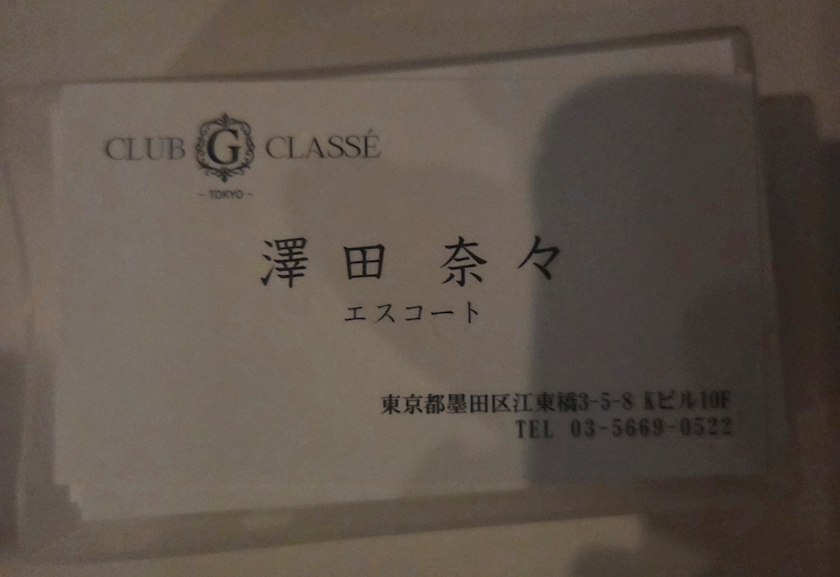 CLUB G CLASSÉ
~ TOKYO ~
澤田 奈々
エスコート
東京都墨田区江東橋3-5-8 Kビル10F
TEL 03-5669-0522